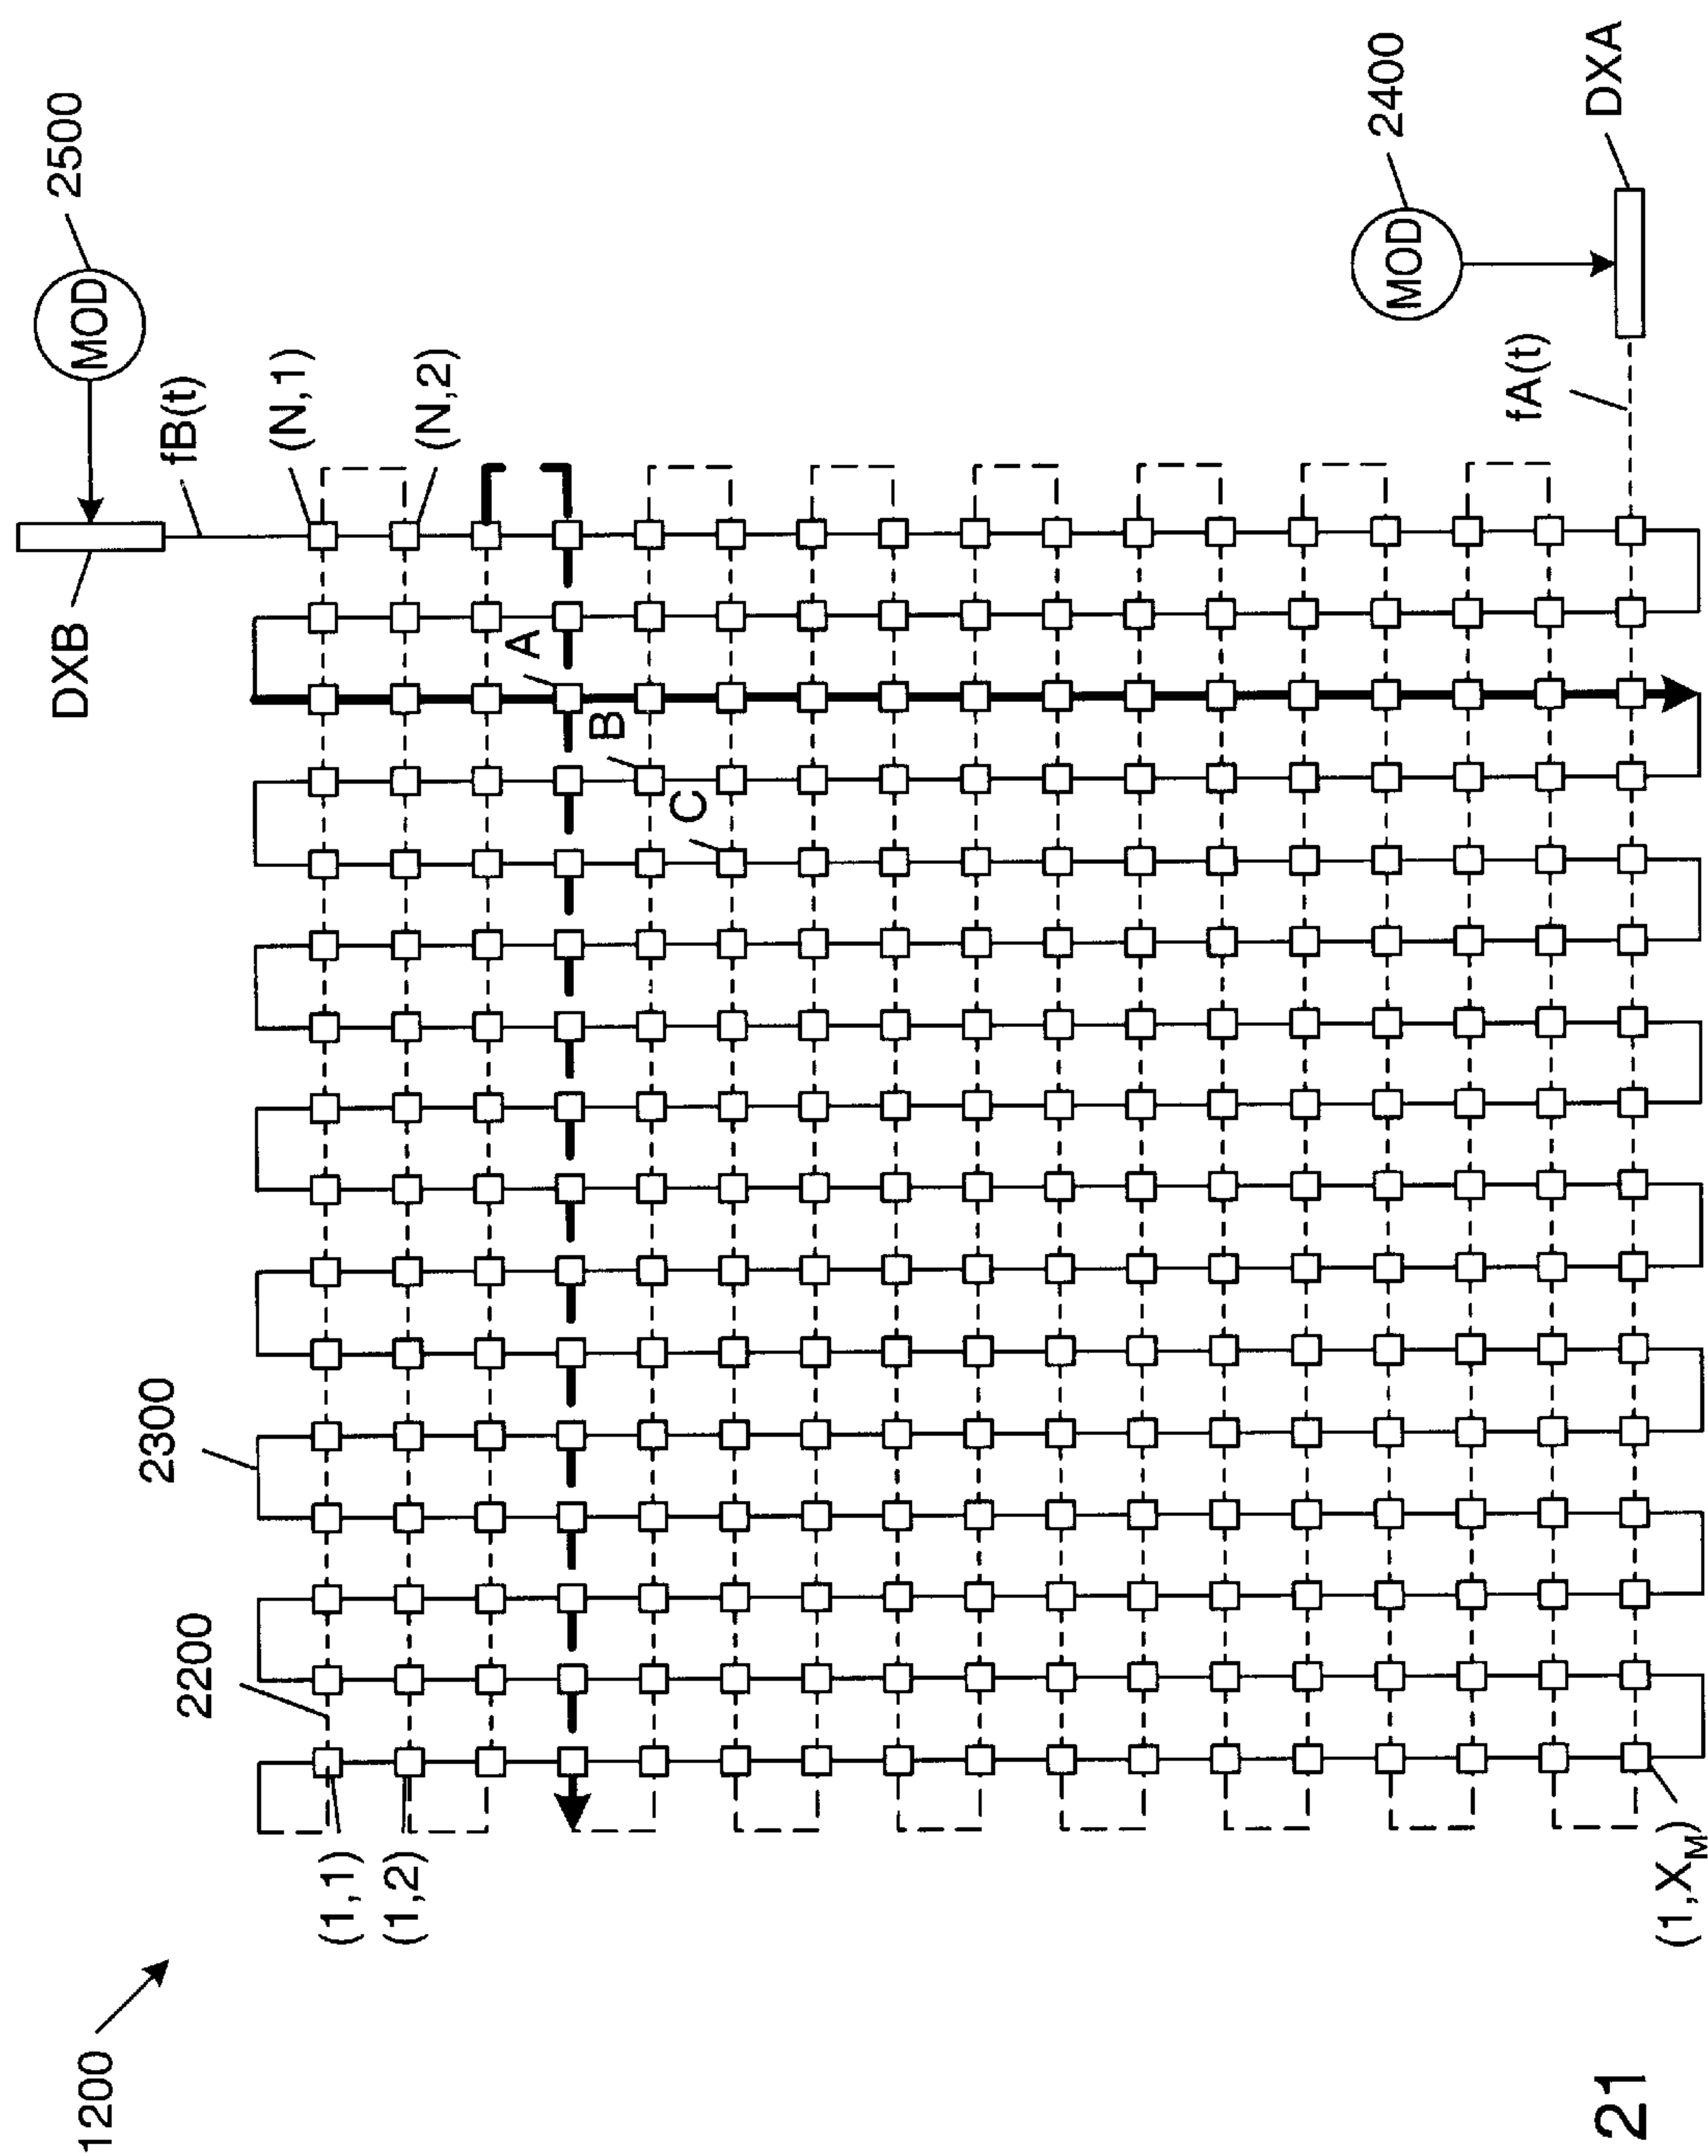 1200
2200
2300
DXB
MOD
2500
fB(t)
(N,1)
(N,2)
(1,1)
(1,2)
A
B
C
MOD
2400
fA(t)
DXA
(1,XM)
21